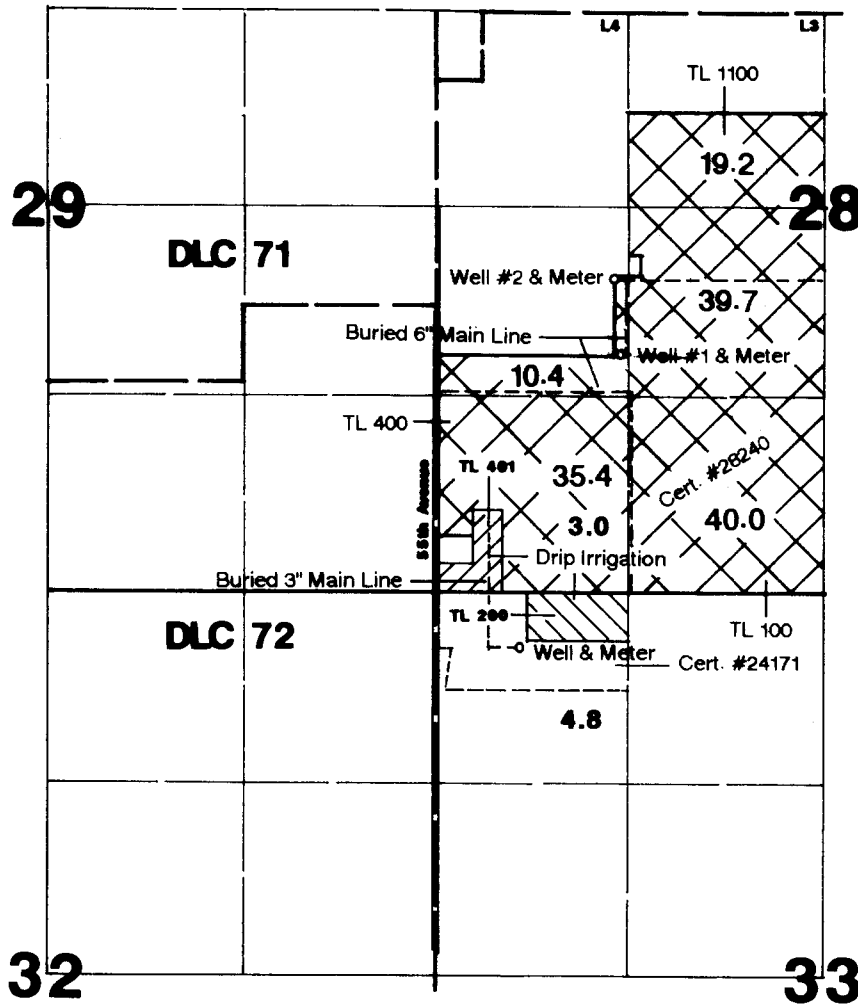 L4
L3
TL 1100
19.2
29
28
DLC 71
Well #2 & Meter
39.7
Buried 6" Main Line
Well #1 & Meter
10.4
TL 400
TL 401
35.4
Cert. #28240
55th Avenue
3.0
40.0
Drip Irrigation
Buried 3" Main Line
TL 200
TL 100
DLC 72
Well & Meter
Cert. #24171
4.8
32
33